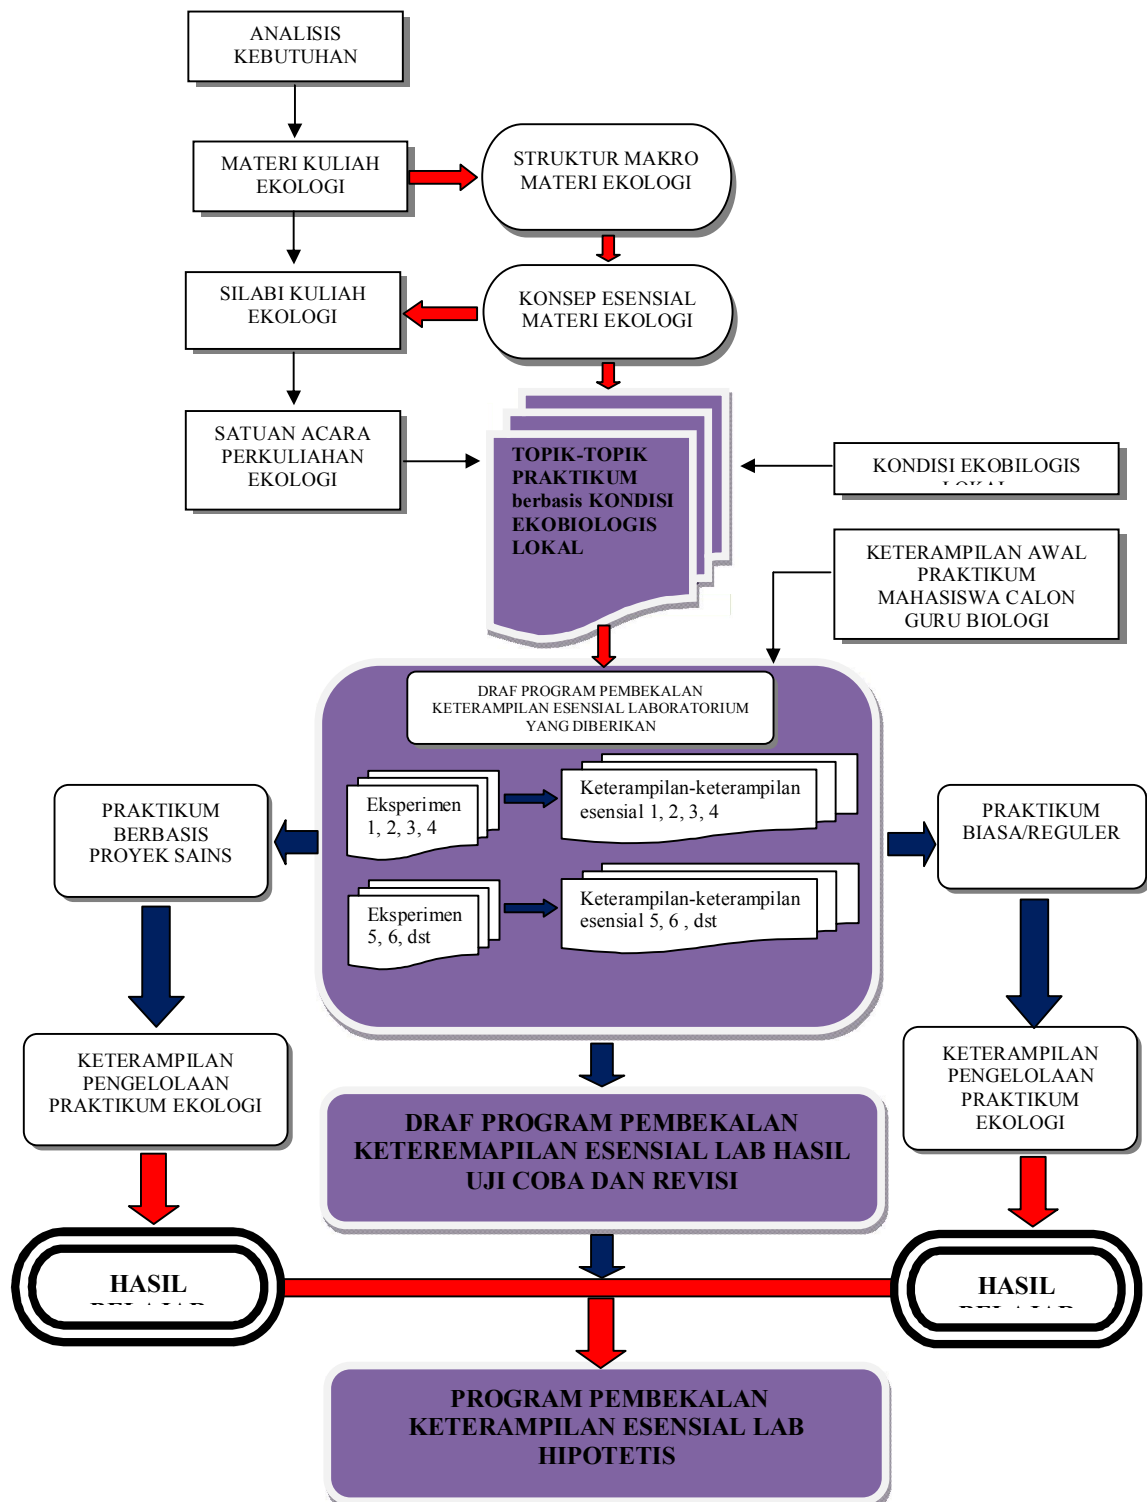 ANALISIS
KEBUTUHAN
MATERI KULIAH
EKOLOGI
STRUKTUR MAKRO
MATERI EKOLOGI
SILABI KULIAH
EKOLOGI
KONSEP ESENSIAL
MATERI EKOLOGI
SATUAN ACARA
PERKULIAHAN
EKOLOGI
TOPIK-TOPIK
PRAKTIKUM
berbasis KONDISI
EKOBIOLOGIS
LOKAL
KONDISI EKOBILOGIS
LOKAL
KETERAMPILAN AWAL
PRAKTIKUM
MAHASISWA CALON
GURU BIOLOGI
DRAF PROGRAM PEMBEKALAN
KETERAMPILAN ESENSIAL LABORATORIUM
YANG DIBERIKAN
Eksperimen
1, 2, 3, 4
Keterampilan-keterampilan
esensial 1, 2, 3, 4
Eksperimen
5, 6, dst
Keterampilan-keterampilan
esensial 5, 6 , dst
PRAKTIKUM
BERBASIS
PROYEK SAINS
PRAKTIKUM
BIASA/REGULER
KETERAMPILAN
PENGELOLAAN
PRAKTIKUM EKOLOGI
KETERAMPILAN
PENGELOLAAN
PRAKTIKUM
EKOLOGI
DRAF PROGRAM PEMBEKALAN
KETEREMAPILAN ESENSIAL LAB HASIL
UJI COBA DAN REVISI
HASIL
BELAJAR
HASIL
BELAJAR
PROGRAM PEMBEKALAN
KETERAMPILAN ESENSIAL LAB
HIPOTETIS